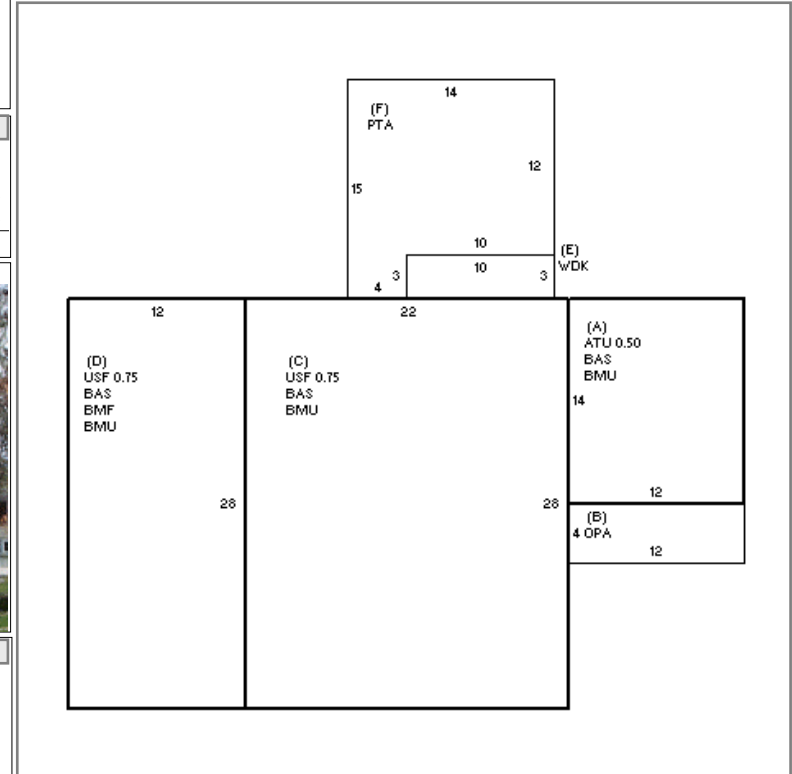 14
(F)
PTA
12
15
10
(E)
WDK
3
10
3
4
12
22
(D)
USF 0.75
BAS
BMF
BMU
(C)
USF 0.75
BAS
BMU
(A)
ATU 0.50
BAS
BMU
14
12
28
28
(B)
4 OPA
12